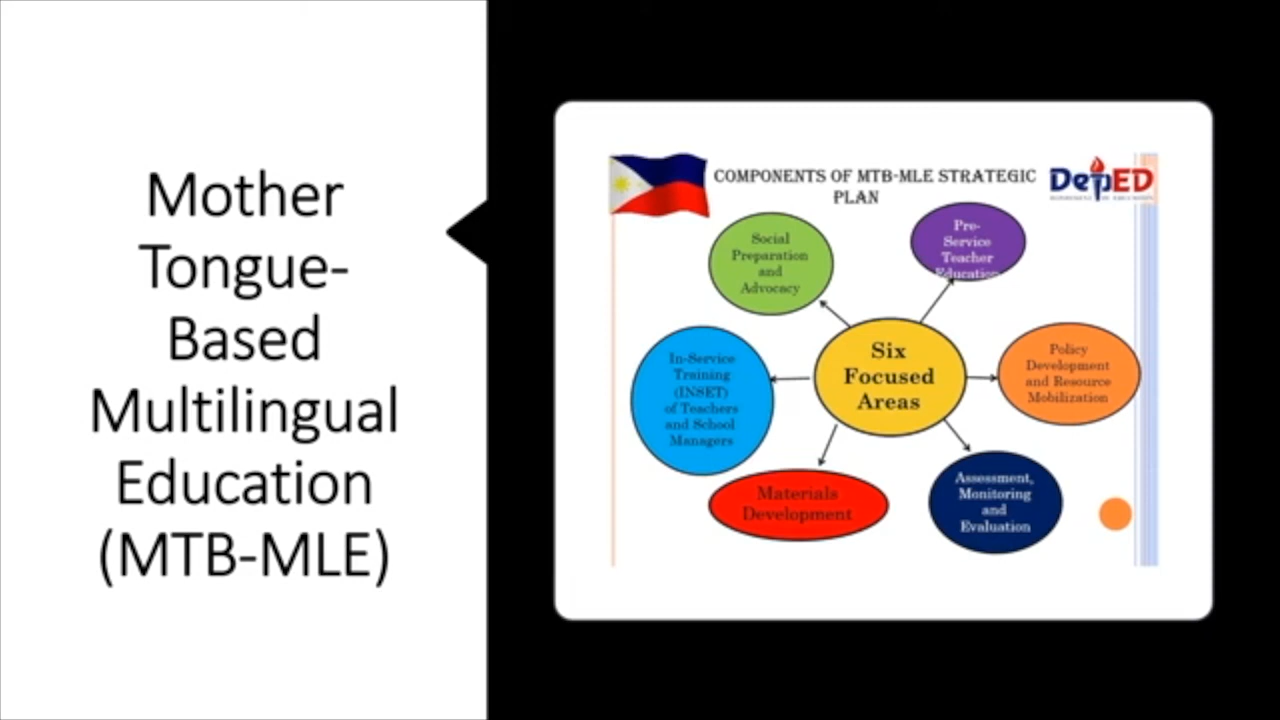 Mother
Tongue-
Based
Multilingual
Education
(MTB-MLE)
COMPONENTS OF MTB-MLE STRATEGIC
PLAN
DepED
Social
Preparation
and
Advocacy
Pre-
Service
Teacher
Education
In-Service
Training
(INSET)
of Teachers
and School
Managers
Six
Focused
Areas
Policy
Development
and Resource
Mobilization
Materials
Development
Assessment,
Monitoring
and
Evaluation